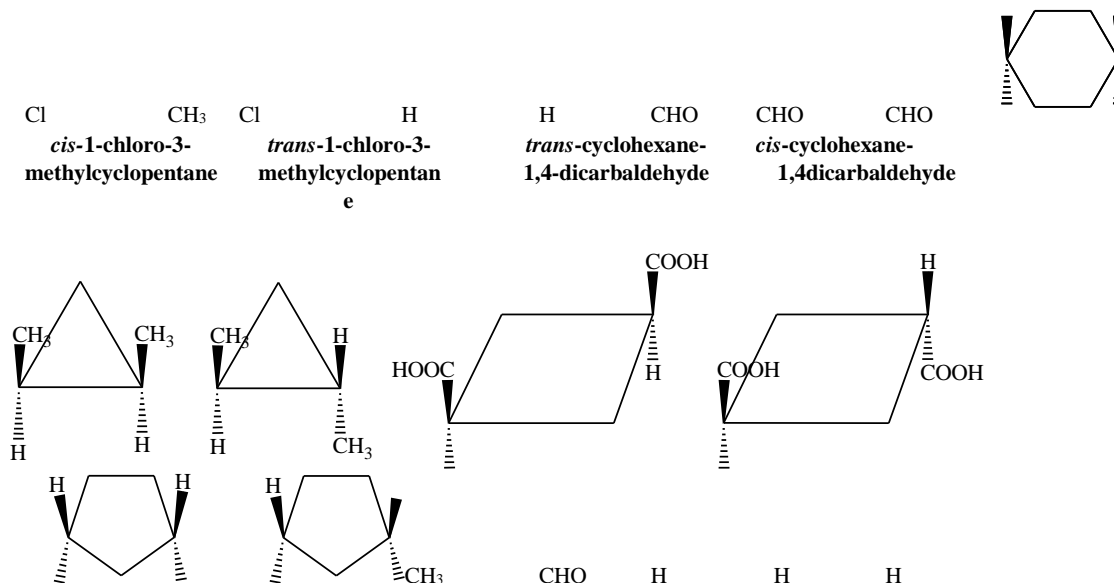 Cl CH₃ Cl H H CHO CHO CHO
cis-1-chloro-3- trans-1-chloro-3- trans-cyclohexane- cis-cyclohexane-
methylcyclopentane methylcyclopentan 1,4-dicarbaldehyde 1,4dicarbaldehyde
e
COOH H
CH₃ CH₃ CH₃ H
HOOC H COOH COOH
H H H CH₃
H H H
CH₃ CHO H H H